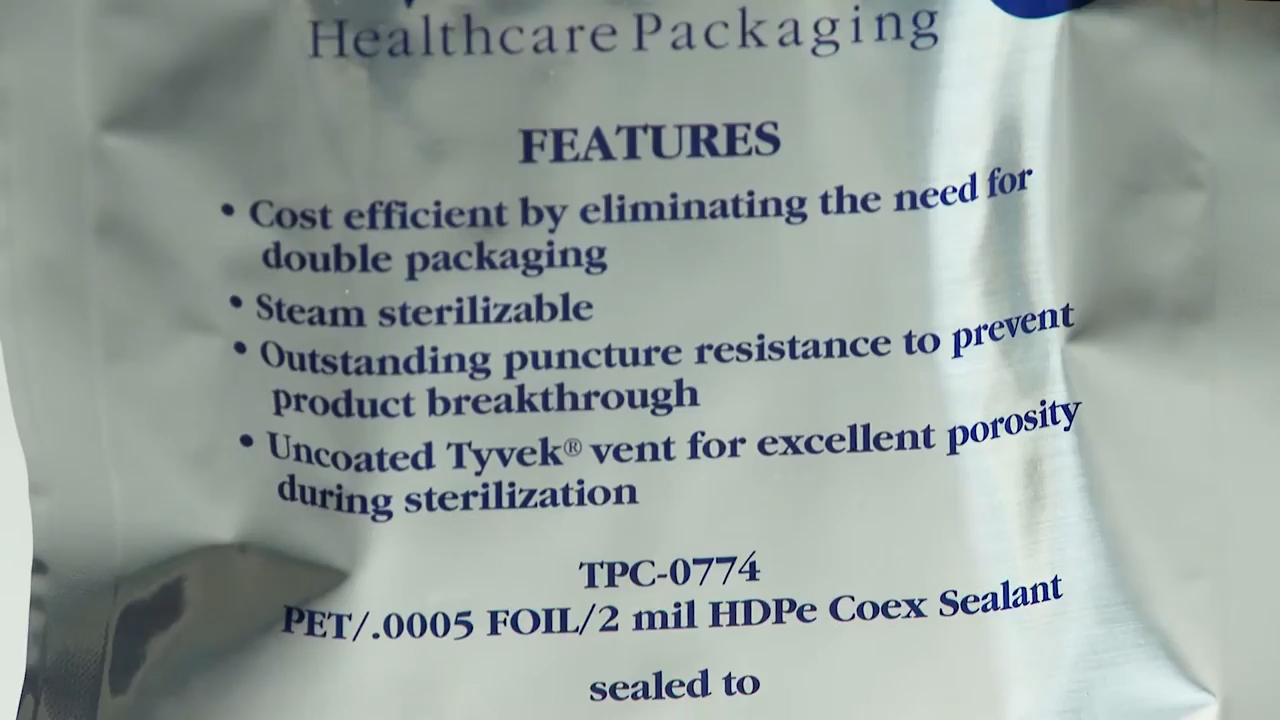 Healthcare Packaging
FEATURES
• Cost efficient by eliminating the need for
double packaging
• Steam sterilizable
• Outstanding puncture resistance to prevent
product breakthrough
• Uncoated Tyvek® vent for excellent porosity
during sterilization
TPC-0774
PET/.0005 FOIL/2 mil HDPe Coex Sealant
sealed to